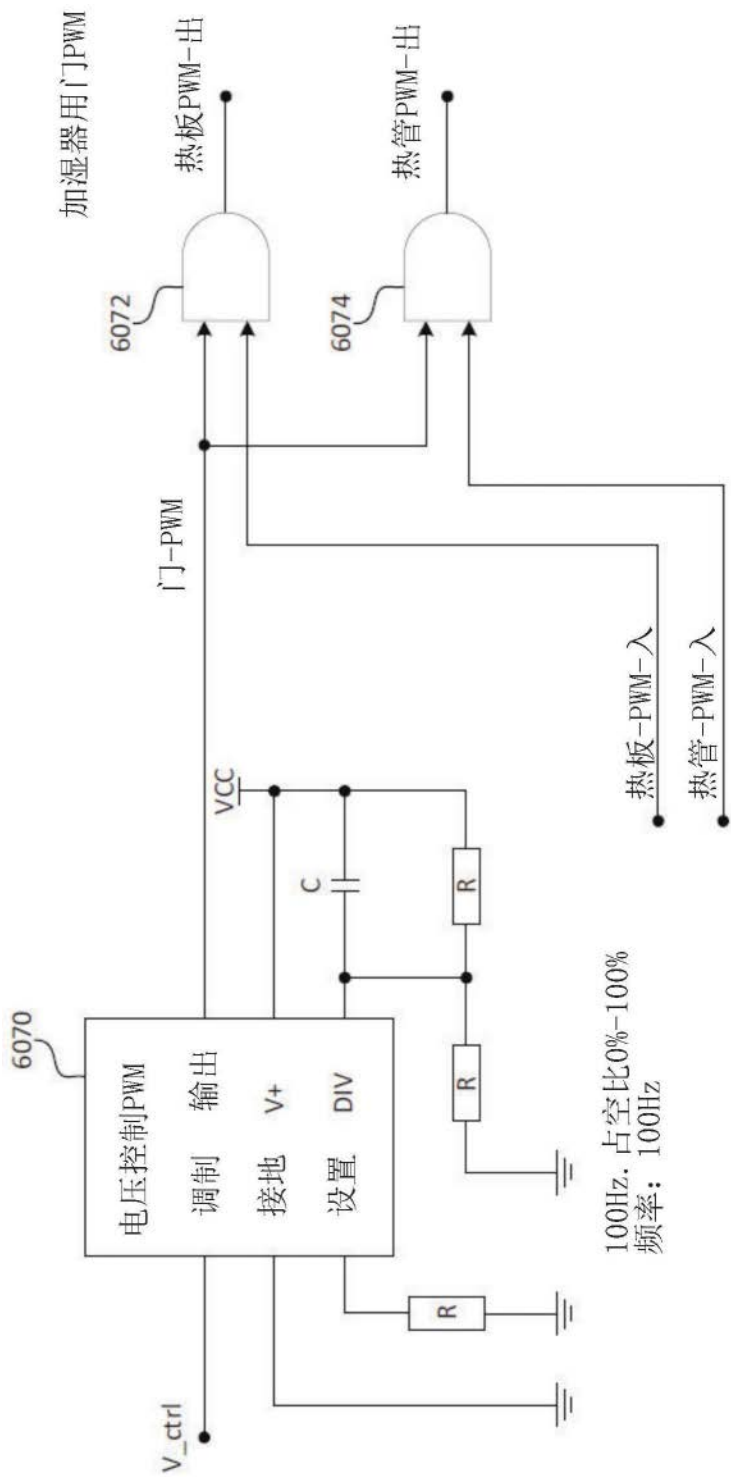 加湿器用门PWM
6070
6072
6074
电压控制PWM
调制 输出
接地 V+
设置 DIV
V_ctrl
门-PWM
热板PWM-出
热管PWM-出
VCC
C
R
R
R
热板-PWM-入
热管-PWM-入
100Hz. 占空比0%-100%
频率: 100Hz